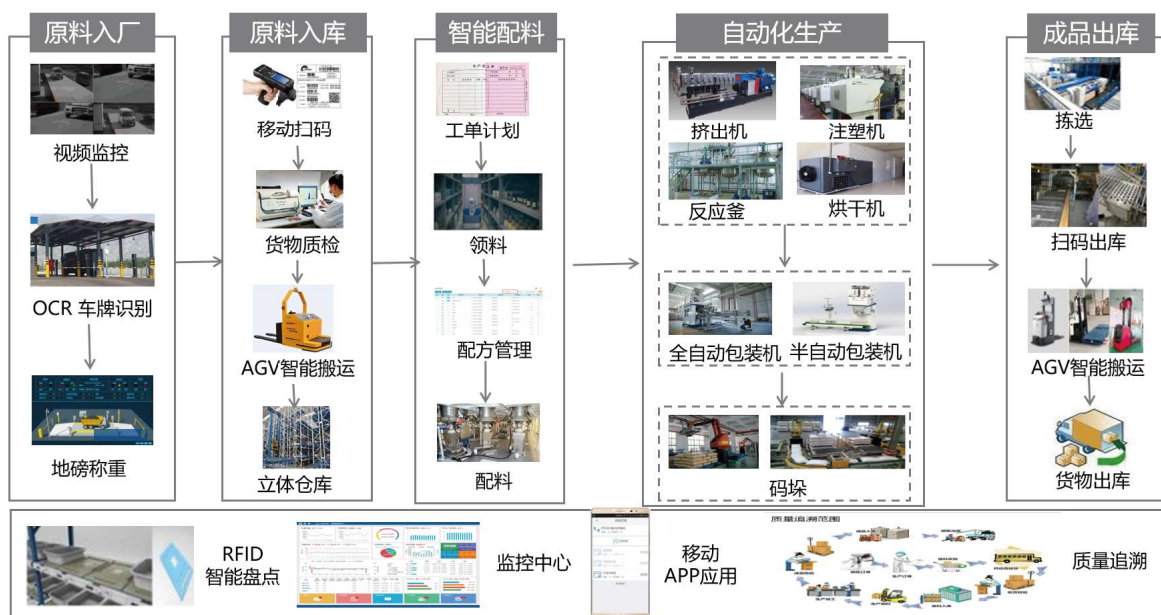 原料入厂
视频监控
OCR 车牌识别
地磅称重
原料入库
移动扫码
货物质检
AGV智能搬运
立体仓库
智能配料
工单计划
领料
配方管理
配料
自动化生产
挤出机
注塑机
反应釜
烘干机
全自动包装机
半自动包装机
码垛
成品出库
拣选
扫码出库
AGV智能搬运
货物出库
RFID
智能盘点
监控中心
移动
APP应用
质量追溯范围
质量追溯